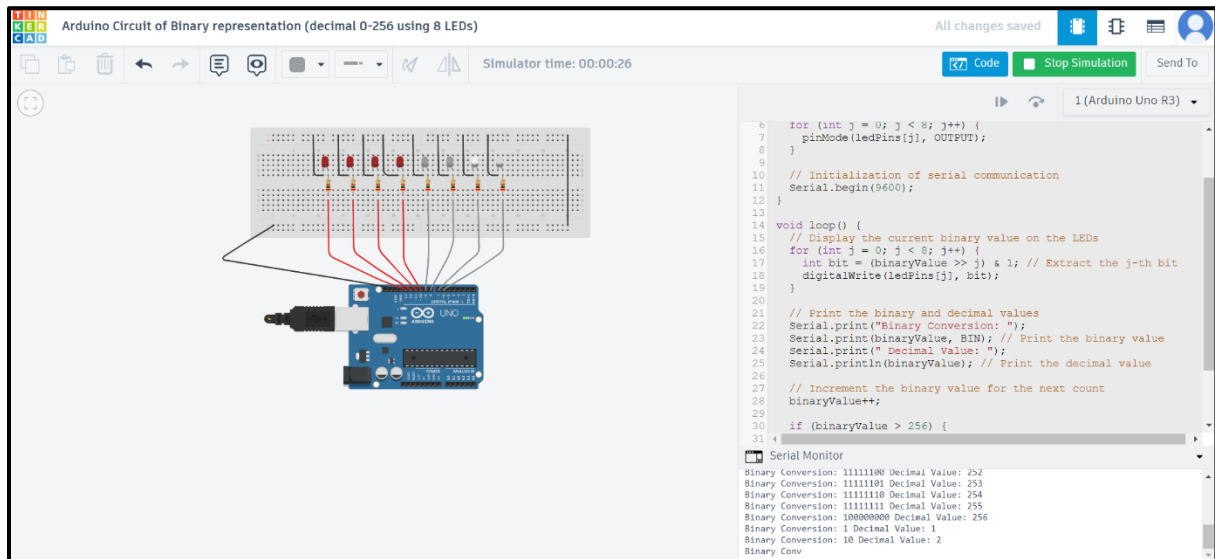 TIN
KER
CAD
Arduino Circuit of Binary representation (decimal 0-256 using 8 LEDs)
All changes saved
Simulator time: 00:00:26
Code
Stop Simulation
Send To
1 (Arduino Uno R3)
6 for (int j = 0; j < 8; j++) {
7 pinMode(ledPins[j], OUTPUT);
8 }
9
10 // Initialization of serial communication
11 Serial.begin(9600);
12 }
13
14 void loop() {
15 // Display the current binary value on the LEDs
16 for (int j = 0; j < 8; j++) {
17 int bit = (binaryValue >> j) & 1; // Extract the j-th bit
18 digitalWrite(ledPins[j], bit);
19 }
20
21 // Print the binary and decimal values
22 Serial.print("Binary Conversion: ");
23 Serial.print(binaryValue, BIN); // Print the binary value
24 Serial.print(" Decimal Value: ");
25 Serial.println(binaryValue); // Print the decimal value
26
27 // Increment the binary value for the next count
28 binaryValue++;
29
30 if (binaryValue > 256) {
31
UNO
ARDUINO
Serial Monitor
Binary Conversion: 11111100 Decimal Value: 252
Binary Conversion: 11111101 Decimal Value: 253
Binary Conversion: 11111110 Decimal Value: 254
Binary Conversion: 11111111 Decimal Value: 255
Binary Conversion: 100000000 Decimal Value: 256
Binary Conversion: 1 Decimal Value: 1
Binary Conversion: 10 Decimal Value: 2
Binary Conv